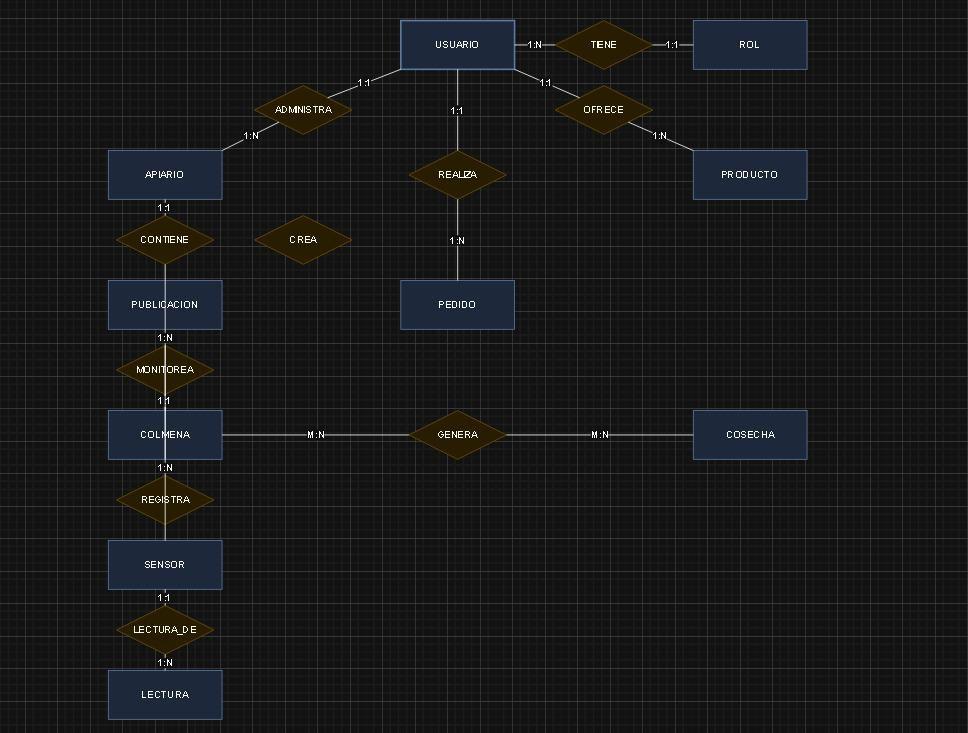 USUARIO
1:N
TIENE
1:1
ROL
1:1
1:1
1:1
ADMINISTRA
OFRECE
1:N
1:N
APIARIO
REALIZA
PRODUCTO
1:1
CONTIENE
CREA
1:N
PUBLICACION
PEDIDO
1:N
MONITOREA
1:1
COLMENA
M:N
GENERA
M:N
COSECHA
1:N
REGISTRA
SENSOR
1:1
LECTURA_DE
1:N
LECTURA